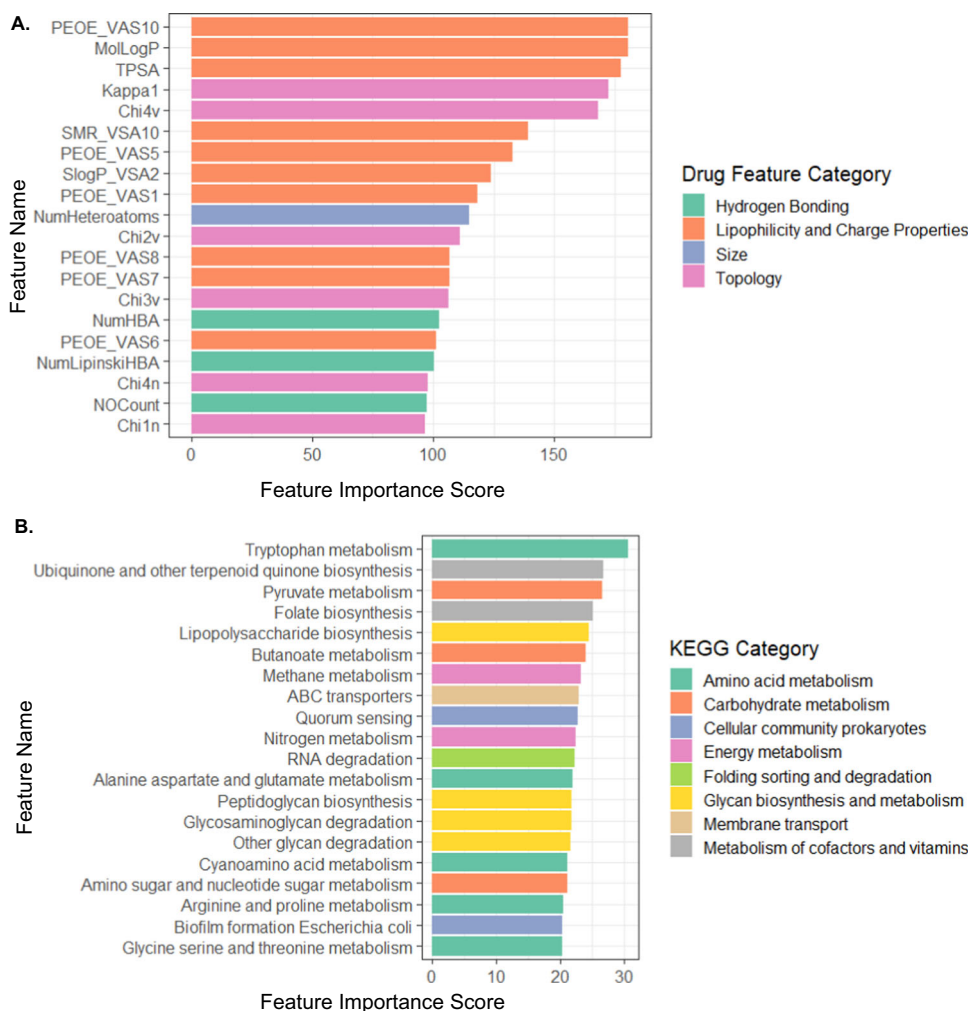 A.
Feature Name
PEOE_VAS10
MolLogP
TPSA
Kappa1
Chi4v
SMR_VSA10
PEOE_VAS5
SlogP_VSA2
PEOE_VAS1
NumHeteroatoms
Chi2v
PEOE_VAS8
PEOE_VAS7
Chi3v
NumHBA
PEOE_VAS6
NumLipinskiHBA
Chi4n
NOCount
Chi1n
0 50 100 150
Feature Importance Score
Drug Feature Category
Hydrogen Bonding
Lipophilicity and Charge Properties
Size
Topology
B.
Feature Name
Tryptophan metabolism
Ubiquinone and other terpenoid quinone biosynthesis
Pyruvate metabolism
Folate biosynthesis
Lipopolysaccharide biosynthesis
Butanoate metabolism
Methane metabolism
ABC transporters
Quorum sensing
Nitrogen metabolism
RNA degradation
Alanine aspartate and glutamate metabolism
Peptidoglycan biosynthesis
Glycosaminoglycan degradation
Other glycan degradation
Cyanoamino acid metabolism
Amino sugar and nucleotide sugar metabolism
Arginine and proline metabolism
Biofilm formation Escherichia coli
Glycine serine and threonine metabolism
0 10 20 30
Feature Importance Score
KEGG Category
Amino acid metabolism
Carbohydrate metabolism
Cellular community prokaryotes
Energy metabolism
Folding sorting and degradation
Glycan biosynthesis and metabolism
Membrane transport
Metabolism of cofactors and vitamins